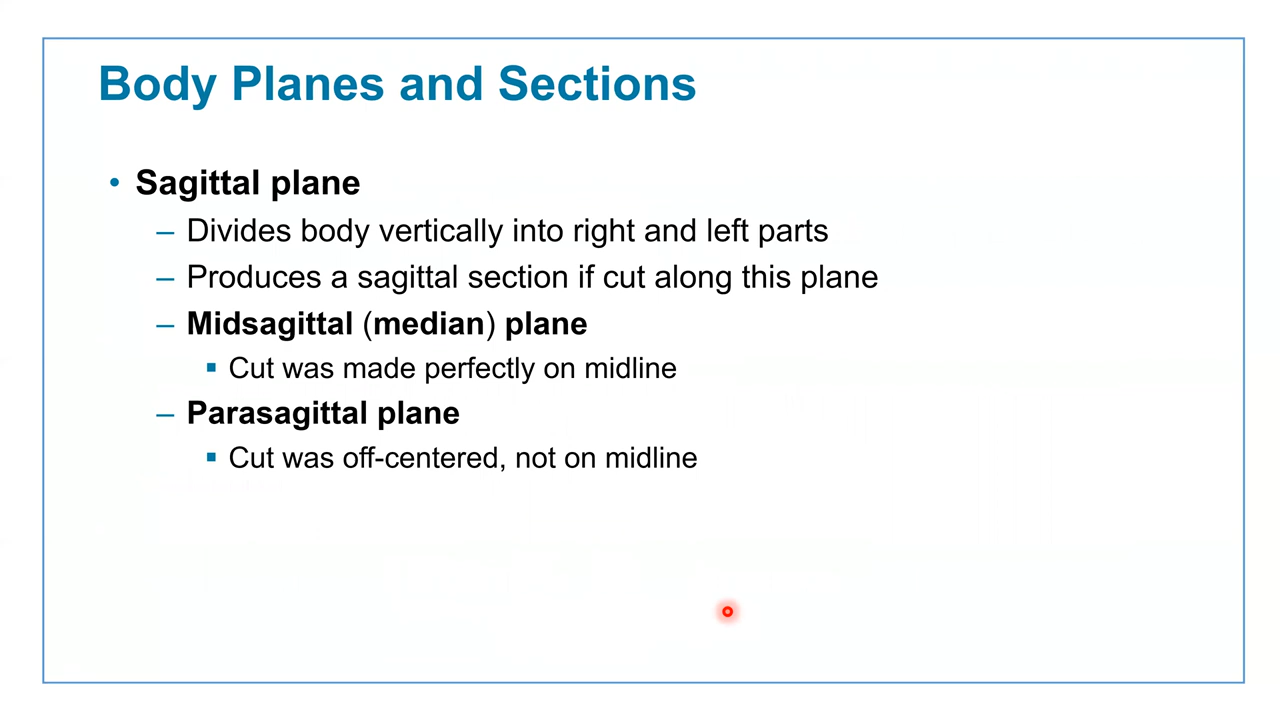 Body Planes and Sections
• Sagittal plane
– Divides body vertically into right and left parts
– Produces a sagittal section if cut along this plane
– Midsagittal (median) plane
▪ Cut was made perfectly on midline
– Parasagittal plane
▪ Cut was off-centered, not on midline